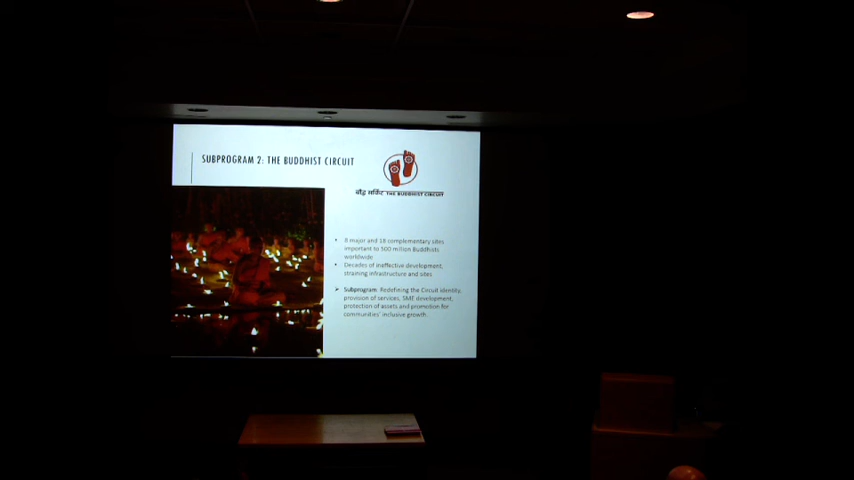 SUBPROGRAM 2: THE BUDDHIST CIRCUIT
बौद्ध सर्किट THE BUDDHIST CIRCUIT
• 8 major and 18 complementary sites
important to 500 million Buddhists
worldwide
• Decades of ineffective development,
straining infrastructure and sites
➢ Subprogram: Redefining the Circuit identity,
provision of services, SME development,
protection of assets and promotion for
communities' inclusive growth.